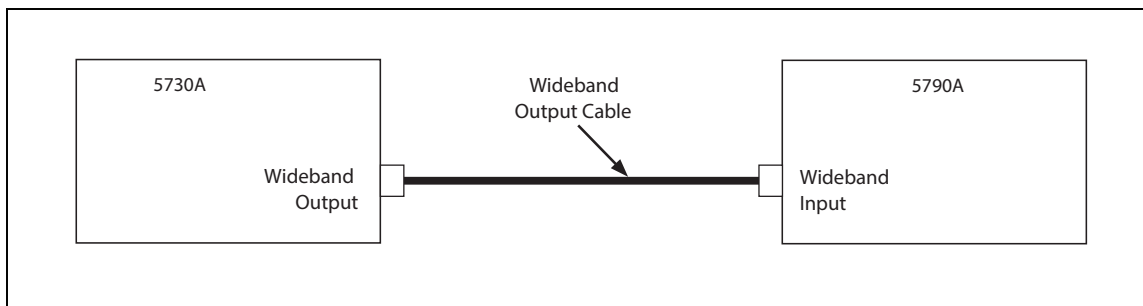 5730A
Wideband
Output
Wideband
Output Cable
5790A
Wideband
Input